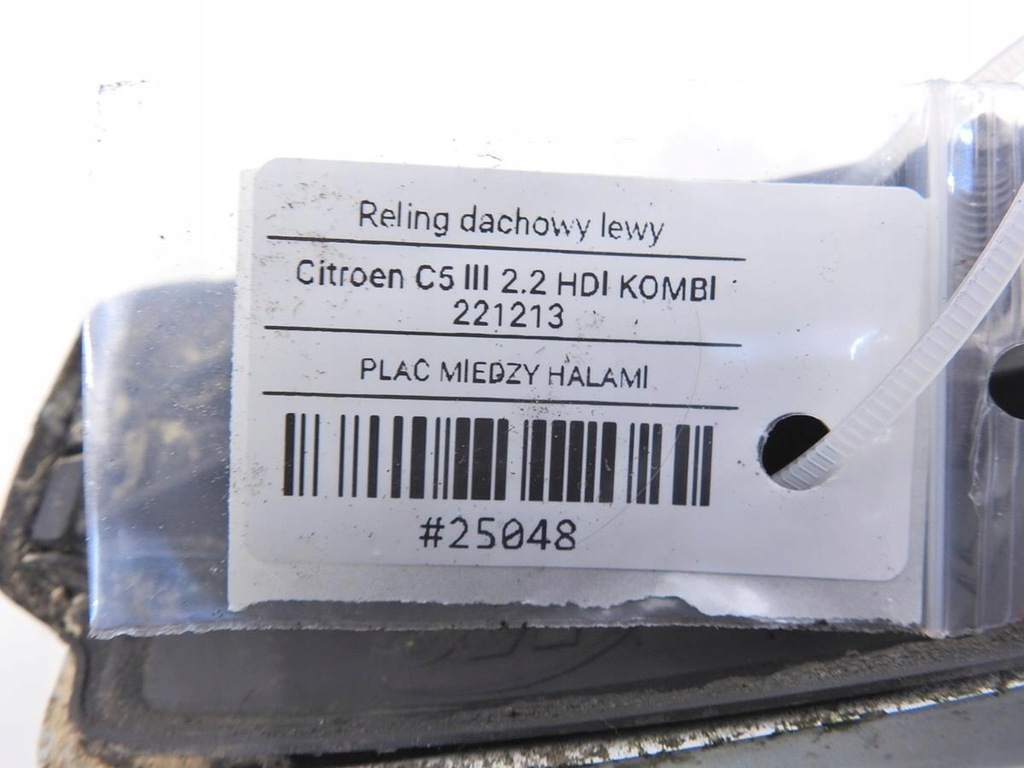 Reling dachowy lewy
Citroen C5 III 2.2 HDI KOMBI
221213
PLAC MIEDZY HALAMI
#25048